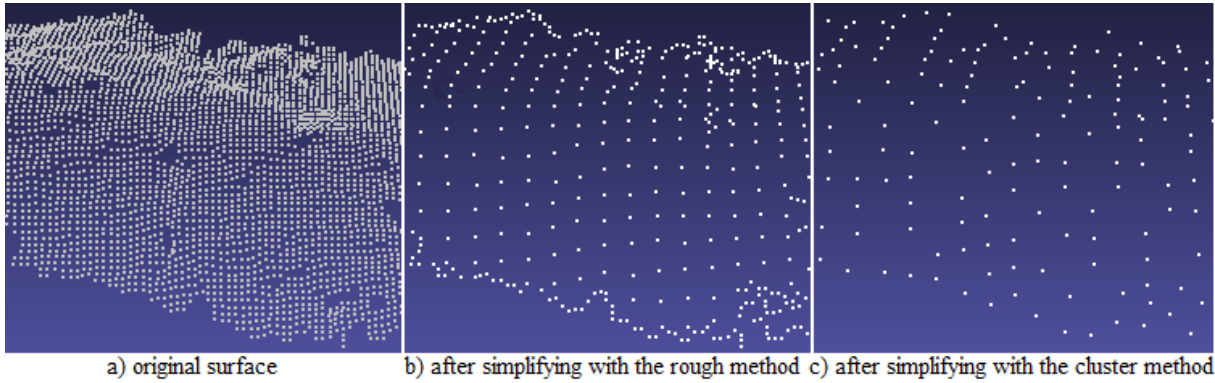 a) original surface
b) after simplifying with the rough method
c) after simplifying with the cluster method